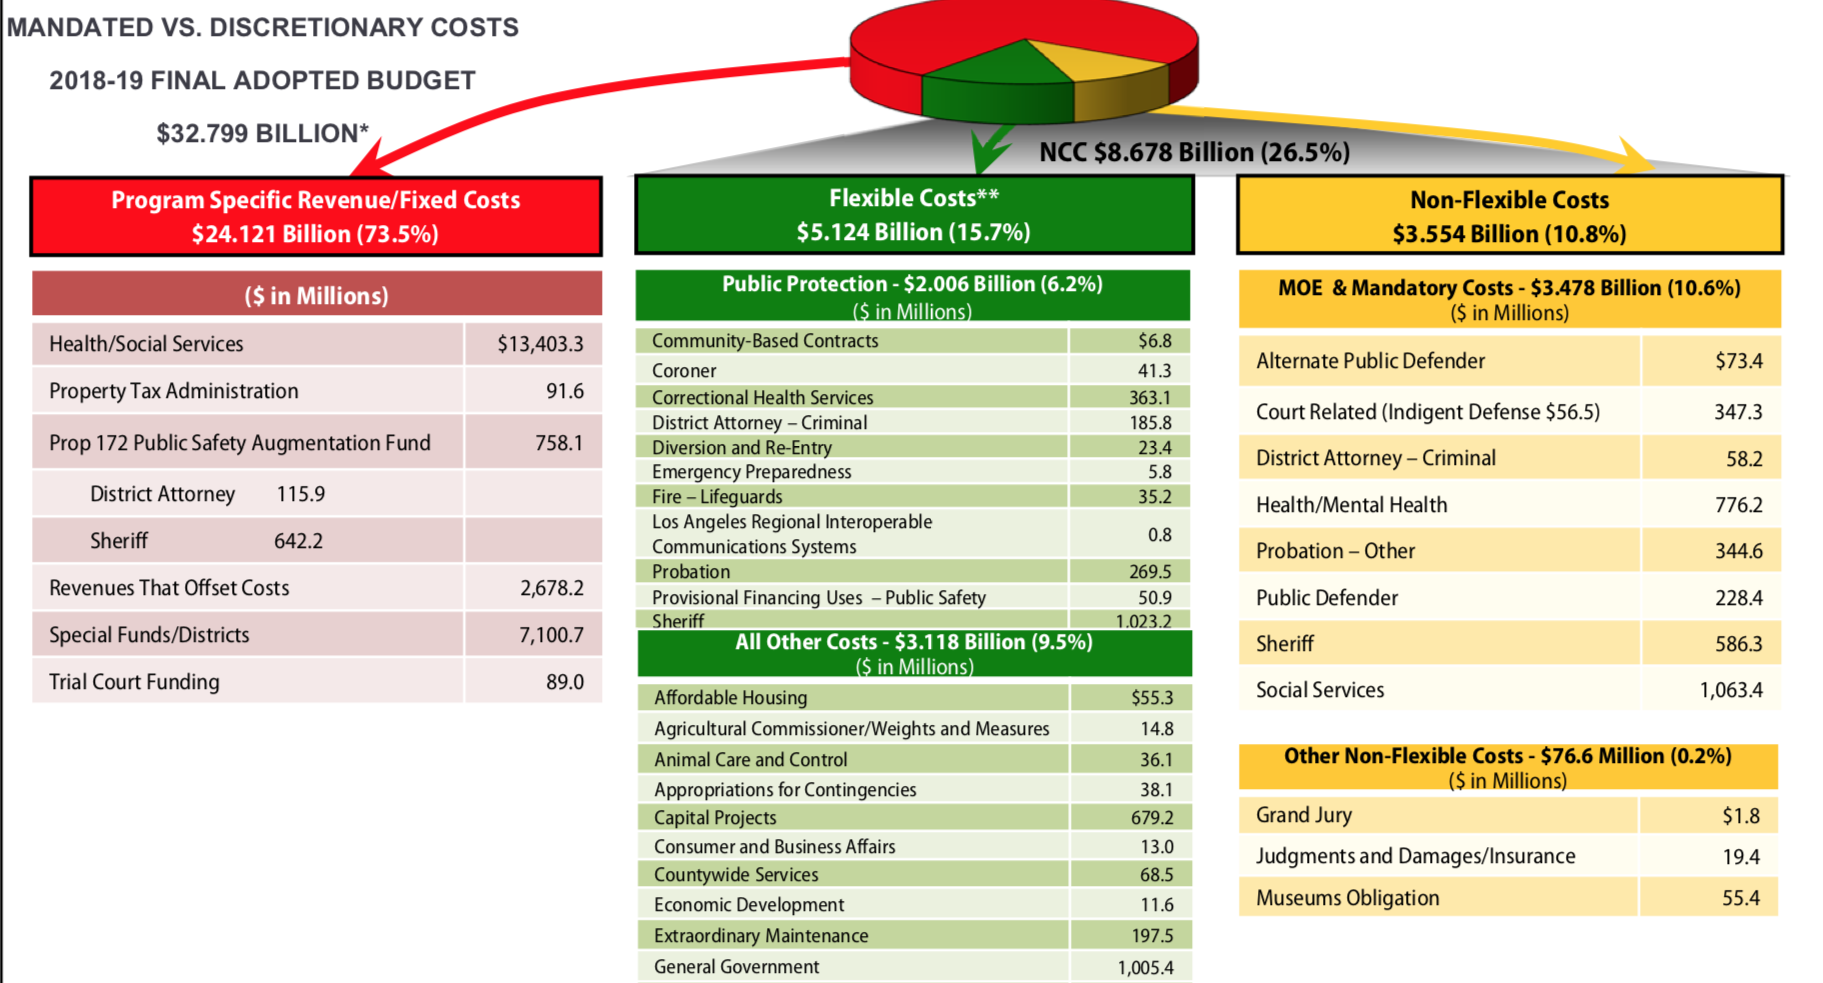 MANDATED VS. DISCRETIONARY COSTS
2018-19 FINAL ADOPTED BUDGET
$32.799 BILLION*
NCC $8.678 Billion (26.5%)
Program Specific Revenue/Fixed Costs
$24.121 Billion (73.5%)
($ in Millions)
Health/Social Services $13,403.3
Property Tax Administration 91.6
Prop 172 Public Safety Augmentation Fund 758.1
District Attorney 115.9
Sheriff 642.2
Revenues That Offset Costs 2,678.2
Special Funds/Districts 7,100.7
Trial Court Funding 89.0
Flexible Costs**
$5.124 Billion (15.7%)
Public Protection - $2.006 Billion (6.2%)
($ in Millions)
Community-Based Contracts $6.8
Coroner 41.3
Correctional Health Services 363.1
District Attorney – Criminal 185.8
Diversion and Re-Entry 23.4
Emergency Preparedness 5.8
Fire – Lifeguards 35.2
Los Angeles Regional Interoperable
Communications Systems 0.8
Probation 269.5
Provisional Financing Uses – Public Safety 50.9
Sheriff 1,023.2
All Other Costs - $3.118 Billion (9.5%)
($ in Millions)
Affordable Housing $55.3
Agricultural Commissioner/Weights and Measures 14.8
Animal Care and Control 36.1
Appropriations for Contingencies 38.1
Capital Projects 679.2
Consumer and Business Affairs 13.0
Countywide Services 68.5
Economic Development 11.6
Extraordinary Maintenance 197.5
General Government 1,005.4
Non-Flexible Costs
$3.554 Billion (10.8%)
MOE & Mandatory Costs - $3.478 Billion (10.6%)
($ in Millions)
Alternate Public Defender $73.4
Court Related (Indigent Defense $56.5) 347.3
District Attorney – Criminal 58.2
Health/Mental Health 776.2
Probation – Other 344.6
Public Defender 228.4
Sheriff 586.3
Social Services 1,063.4
Other Non-Flexible Costs - $76.6 Million (0.2%)
($ in Millions)
Grand Jury $1.8
Judgments and Damages/Insurance 19.4
Museums Obligation 55.4